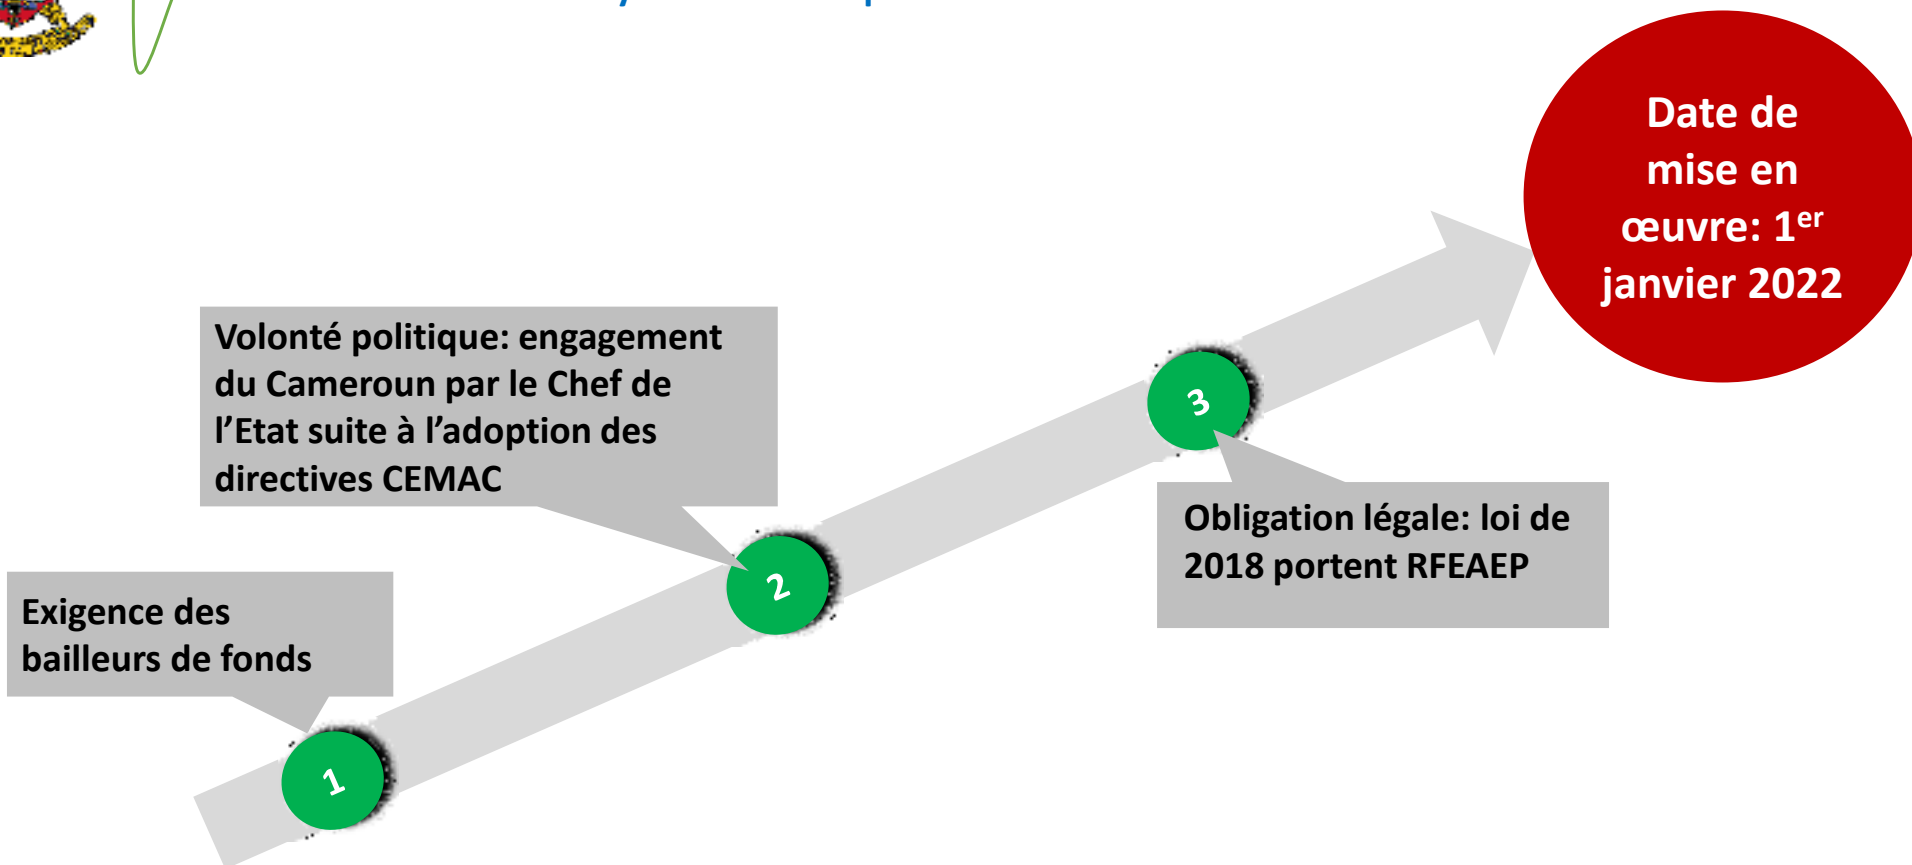 Date de
mise en
œuvre: 1er
janvier 2022
Volonté politique: engagement
du Cameroun par le Chef de
l’Etat suite à l’adoption des
directives CEMAC
3
Obligation légale: loi de
2018 portent RFEAEP
2
Exigence des
bailleurs de fonds
1